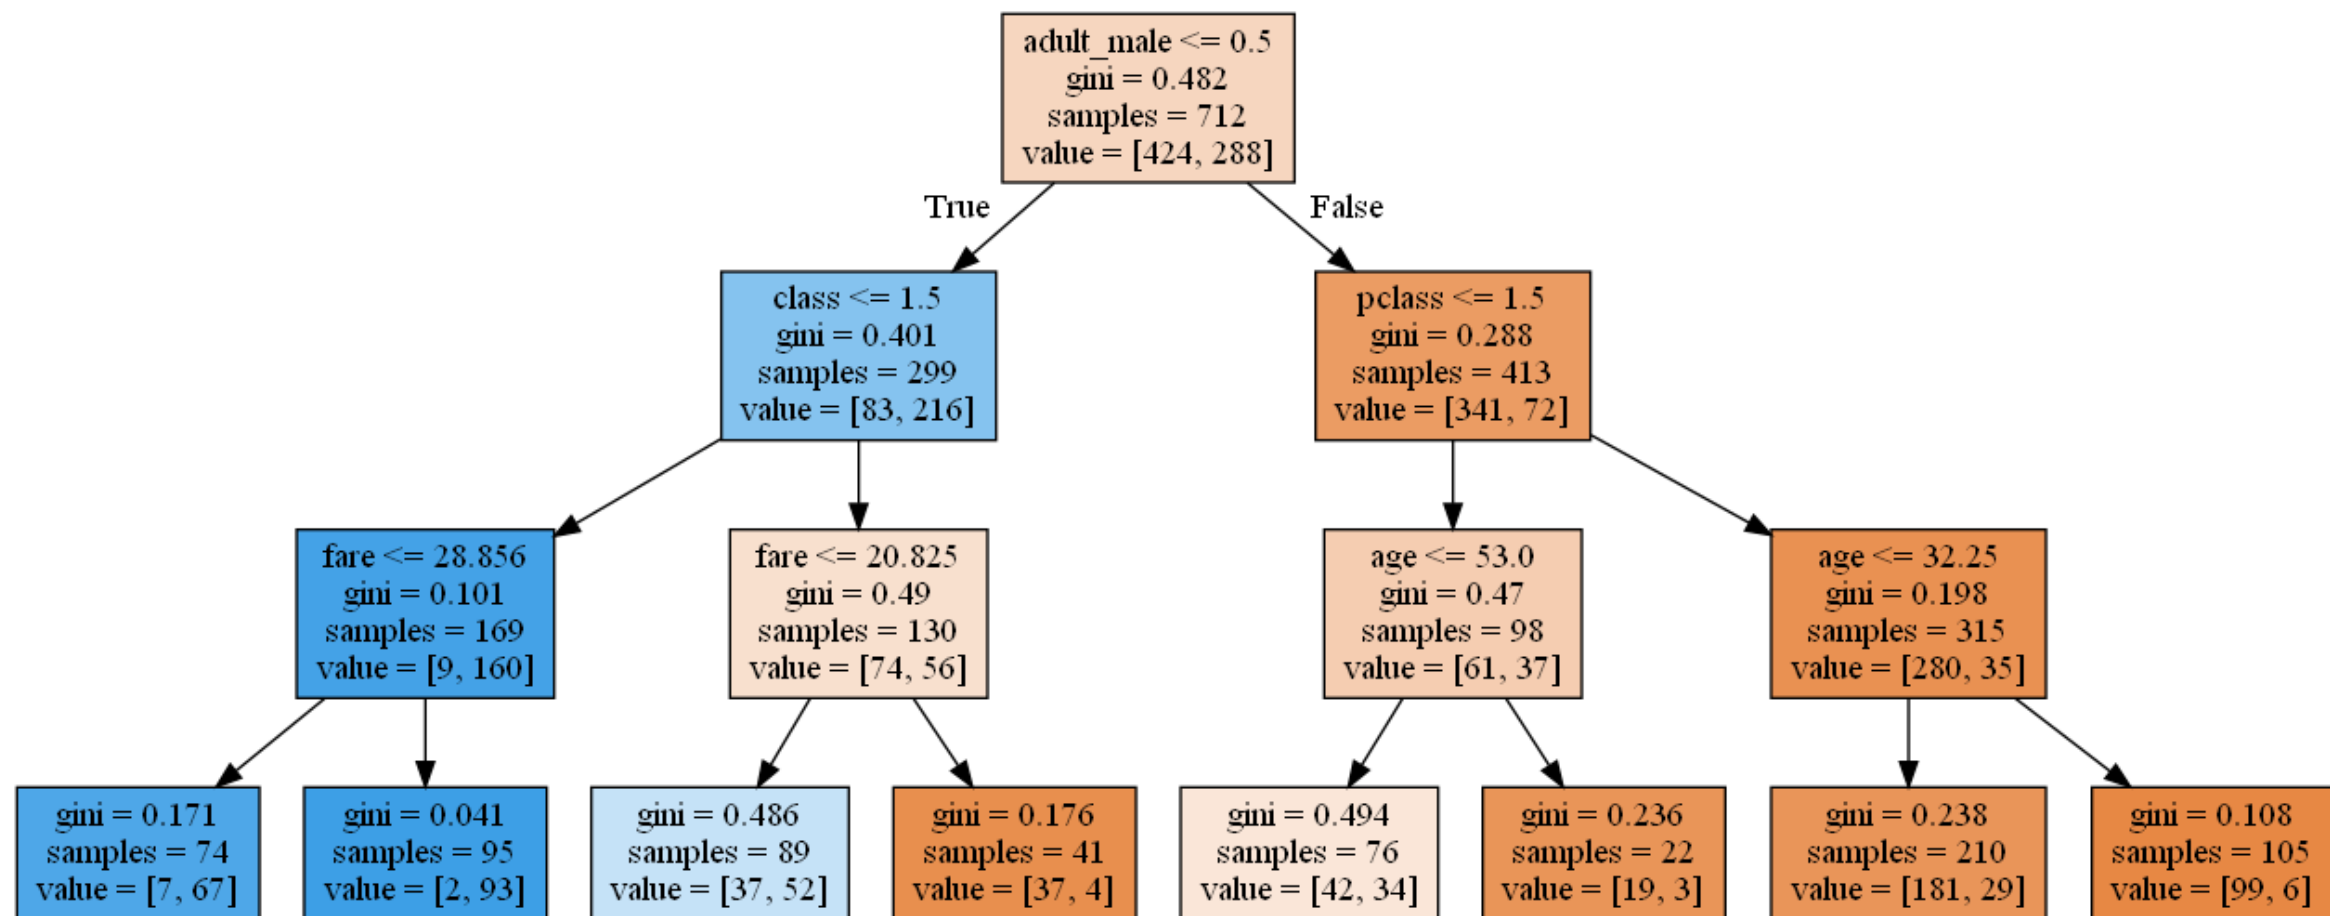 adult_male <= 0.5
gini = 0.482
samples = 712
value = [424, 288]
True
False
class <= 1.5
gini = 0.401
samples = 299
value = [83, 216]
pclass <= 1.5
gini = 0.288
samples = 413
value = [341, 72]
fare <= 28.856
gini = 0.101
samples = 169
value = [9, 160]
fare <= 20.825
gini = 0.49
samples = 130
value = [74, 56]
age <= 53.0
gini = 0.47
samples = 98
value = [61, 37]
age <= 32.25
gini = 0.198
samples = 315
value = [280, 35]
gini = 0.171
samples = 74
value = [7, 67]
gini = 0.041
samples = 95
value = [2, 93]
gini = 0.486
samples = 89
value = [37, 52]
gini = 0.176
samples = 41
value = [37, 4]
gini = 0.494
samples = 76
value = [42, 34]
gini = 0.236
samples = 22
value = [19, 3]
gini = 0.238
samples = 210
value = [181, 29]
gini = 0.108
samples = 105
value = [99, 6]